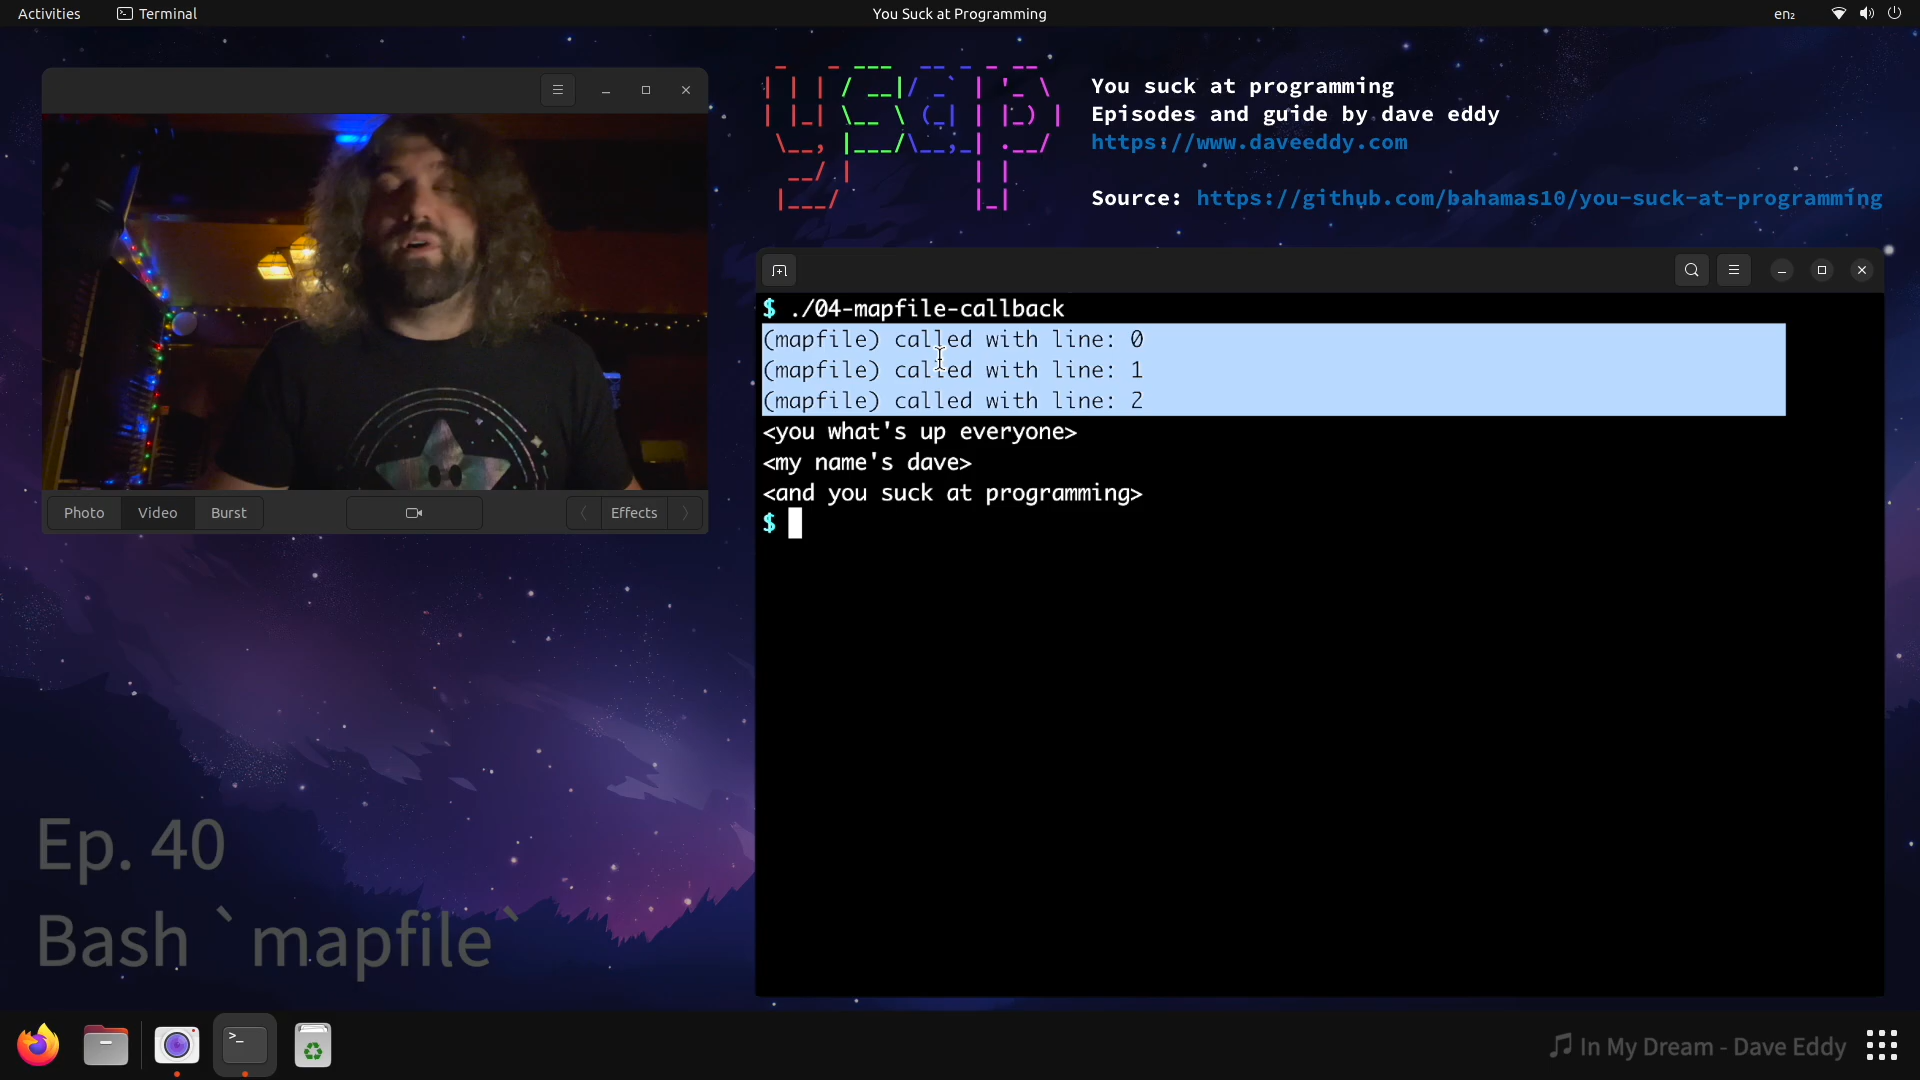 Activities
Terminal
You Suck at Programming
en₂
You suck at programming
Episodes and guide by dave eddy
https://www.daveeddy.com
Source: https://github.com/bahamas10/you-suck-at-programming
$ ./04-mapfile-callback
(mapfile) called with line: 0
(mapfile) called with line: 1
(mapfile) called with line: 2
<you what's up everyone>
<my name's dave>
<and you suck at programming>
$
Photo
Video
Burst
Effects
Ep. 40
Bash `mapfile`
In My Dream - Dave Eddy